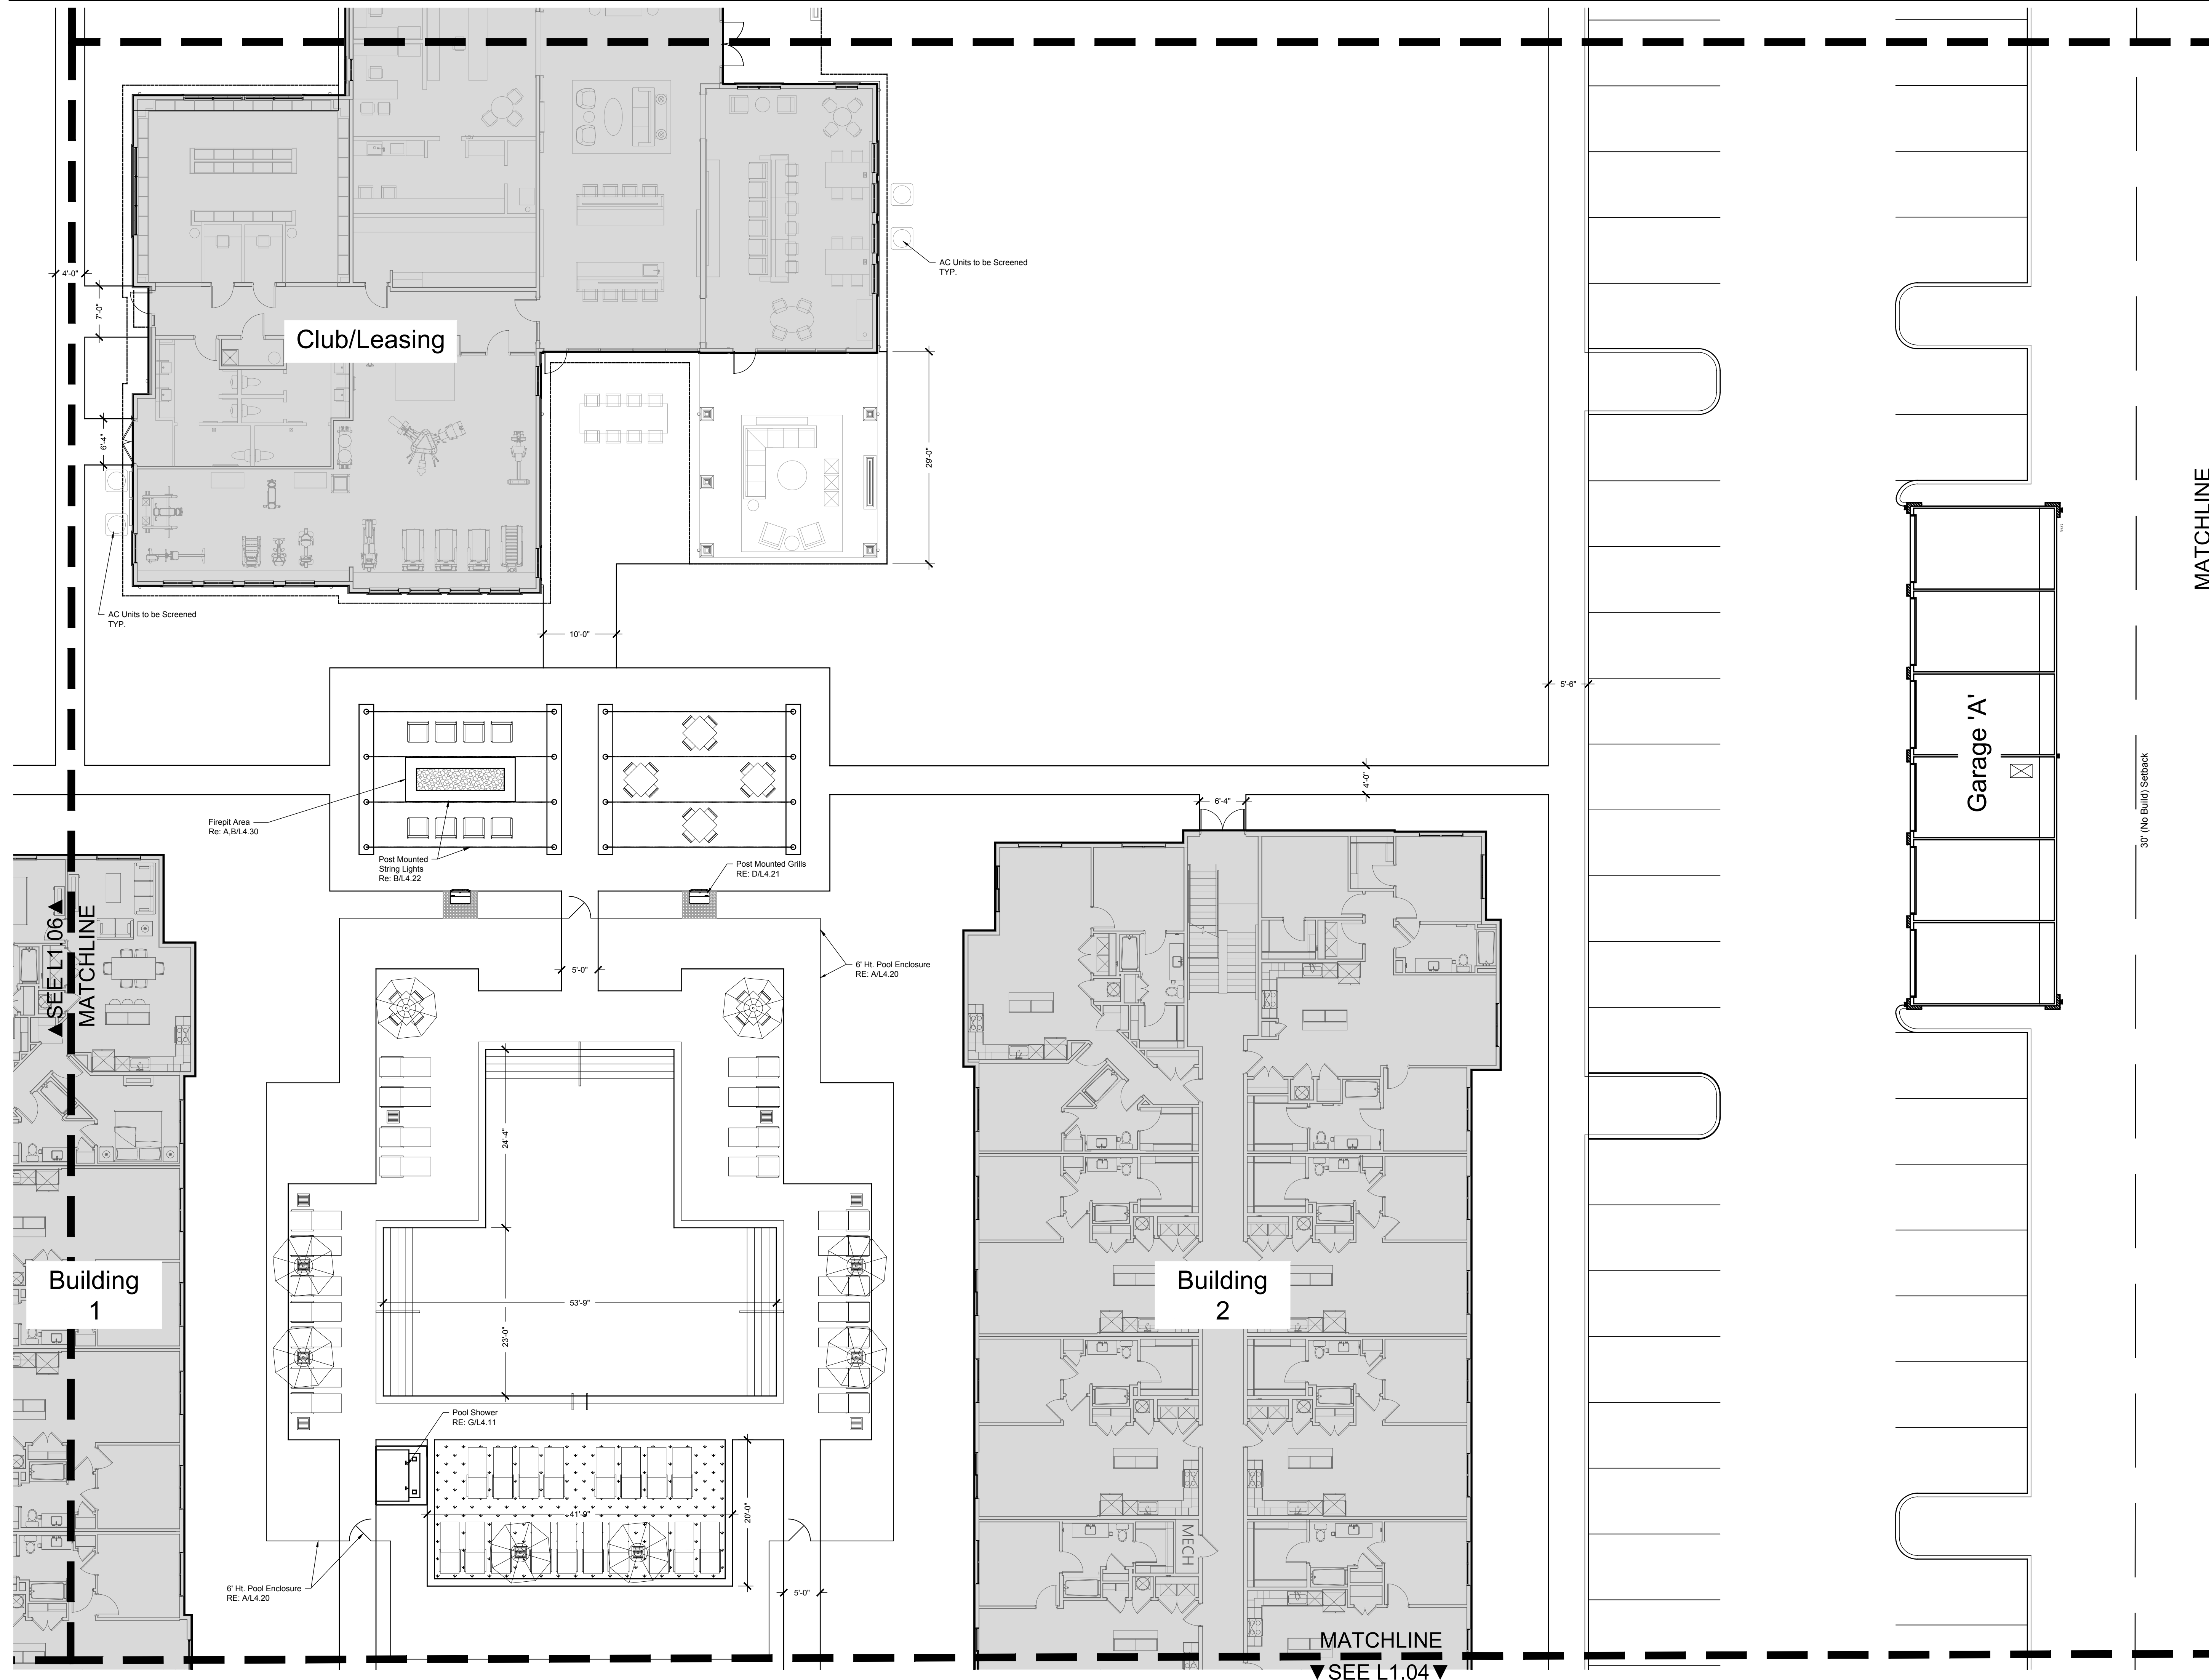 4'-0"
7'-0"
Club/Leasing
AC Units to be Screened
TYP.
6'-4"
29'-0"
AC Units to be Screened
TYP.
10'-0"
5'-6"
MATCHLINE
Garage 'A'
30' (No Build) Setback
4'-0"
6'-4"
Firepit Area
Re: A,B/L4.30
Post Mounted
String Lights
Re: B/L4.22
Post Mounted Grills
RE: D/L4.21
▲SEE L1.06▲
MATCHLINE
5'-0"
6' Ht. Pool Enclosure
RE: A/L4.20
24'-4"
Building
1
53'-9"
23'-0"
Building
2
Pool Shower
RE: G/L4.11
41'-9"
20'-0"
MECH
6' Ht. Pool Enclosure
RE: A/L4.20
5'-0"
MATCHLINE
▼SEE L1.04▼